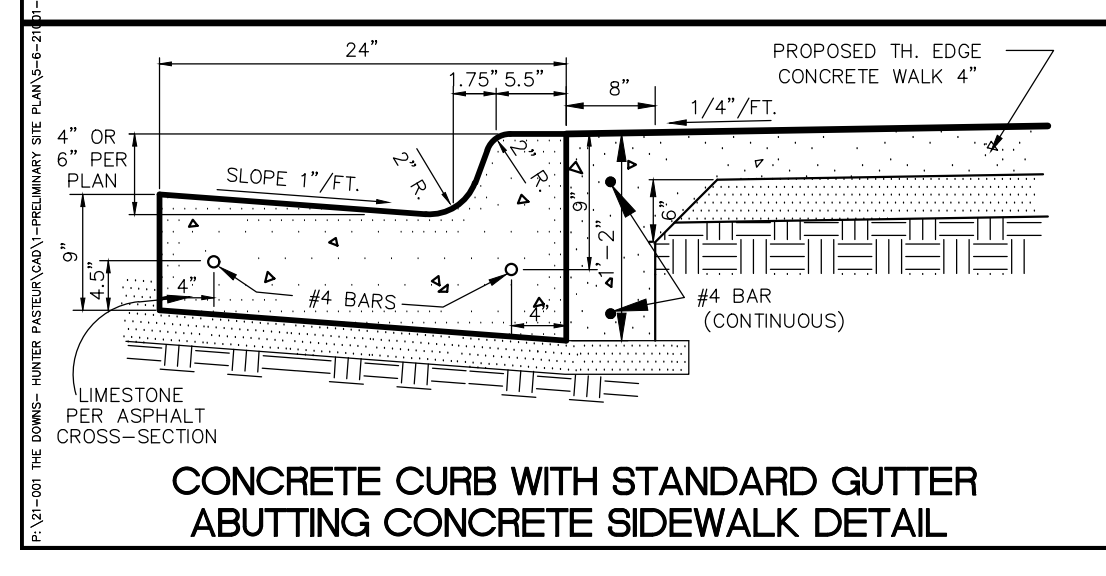 P:\21-001 THE DOWNS- HUNTER PASTEUR\CAD\1-PRELIMINARY SITE PLAN\5-6-21\
24”
1.75”
5.5”
8”
PROPOSED TH. EDGE
CONCRETE WALK 4”
1/4”/FT.
4” OR
6” PER
PLAN
SLOPE 1”/FT.
2” R.
2” R.
9”
6”
9”
4.5”
4”
#4 BARS
4”
#4 BAR
(CONTINUOUS)
LIMESTONE
PER ASPHALT
CROSS-SECTION
CONCRETE CURB WITH STANDARD GUTTER
ABUTTING CONCRETE SIDEWALK DETAIL